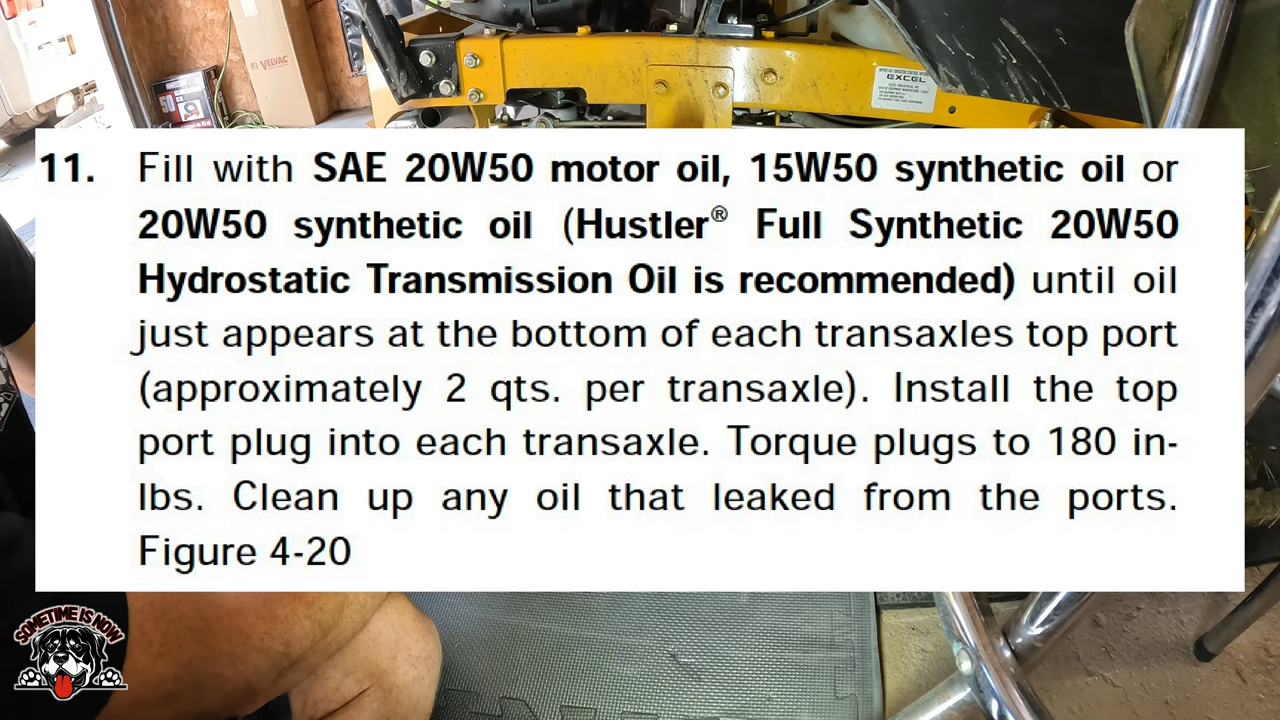 VELVAC
50
EXCEL
11. Fill with SAE 20W50 motor oil, 15W50 synthetic oil or
20W50 synthetic oil (Hustler® Full Synthetic 20W50
Hydrostatic Transmission Oil is recommended) until oil
just appears at the bottom of each transaxles top port
(approximately 2 qts. per transaxle). Install the top
port plug into each transaxle. Torque plugs to 180 in-
lbs. Clean up any oil that leaked from the ports.
Figure 4-20
SOMETIME IS NOW